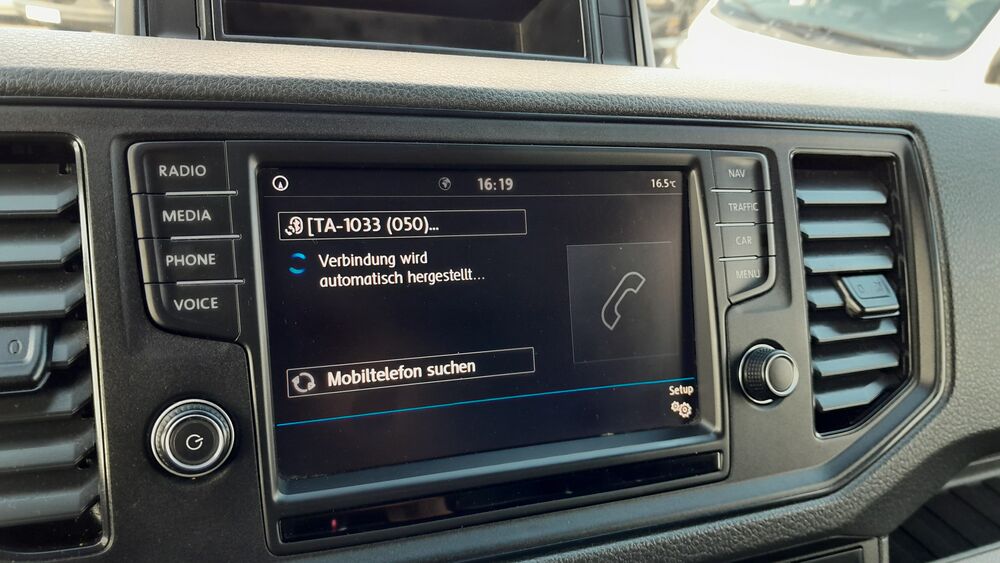 RADIO
MEDIA
PHONE
VOICE
16:19
16.5°C
[TA-1033 (050)...
Verbindung wird
automatisch hergestellt...
Mobiltelefon suchen
Setup
NAV
TRAFFIC
CAR
MENU
0